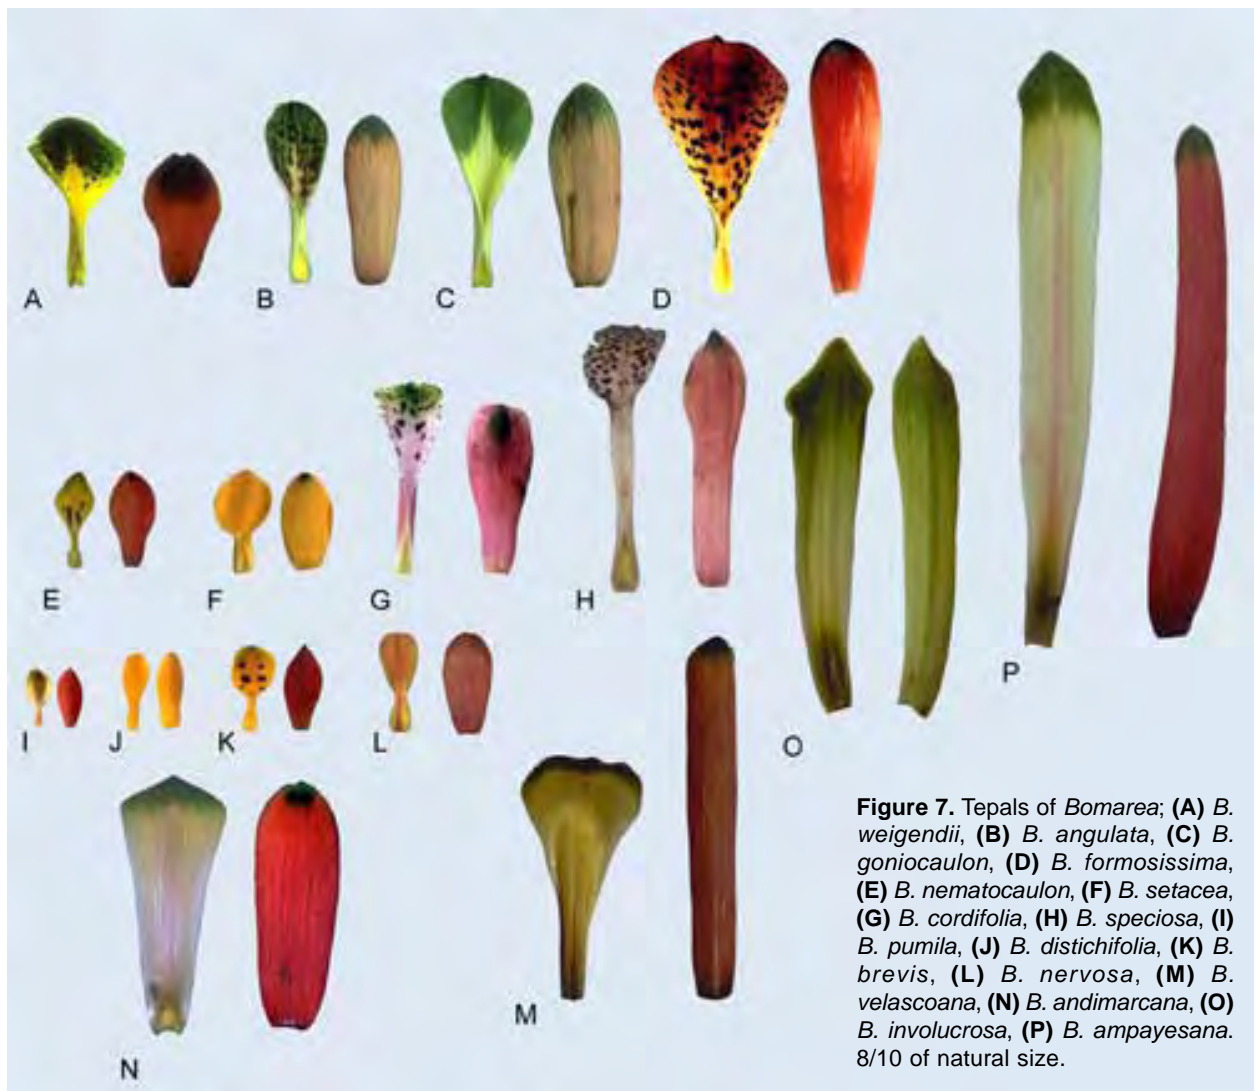 A
B
C
D
E
F
G
H
I
J
K
L
M
N
O
P
Figure 7. Tepals of Bomarea; (A) B.
weigendii, (B) B. angulata, (C) B.
goniocaulon, (D) B. formosissima,
(E) B. nematocaulon, (F) B. setacea,
(G) B. cordifolia, (H) B. speciosa, (I)
B. pumila, (J) B. distichifolia, (K) B.
brevis, (L) B. nervosa, (M) B.
velascoana, (N) B. andimarcana, (O)
B. involucrosa, (P) B. ampayesana.
8/10 of natural size.